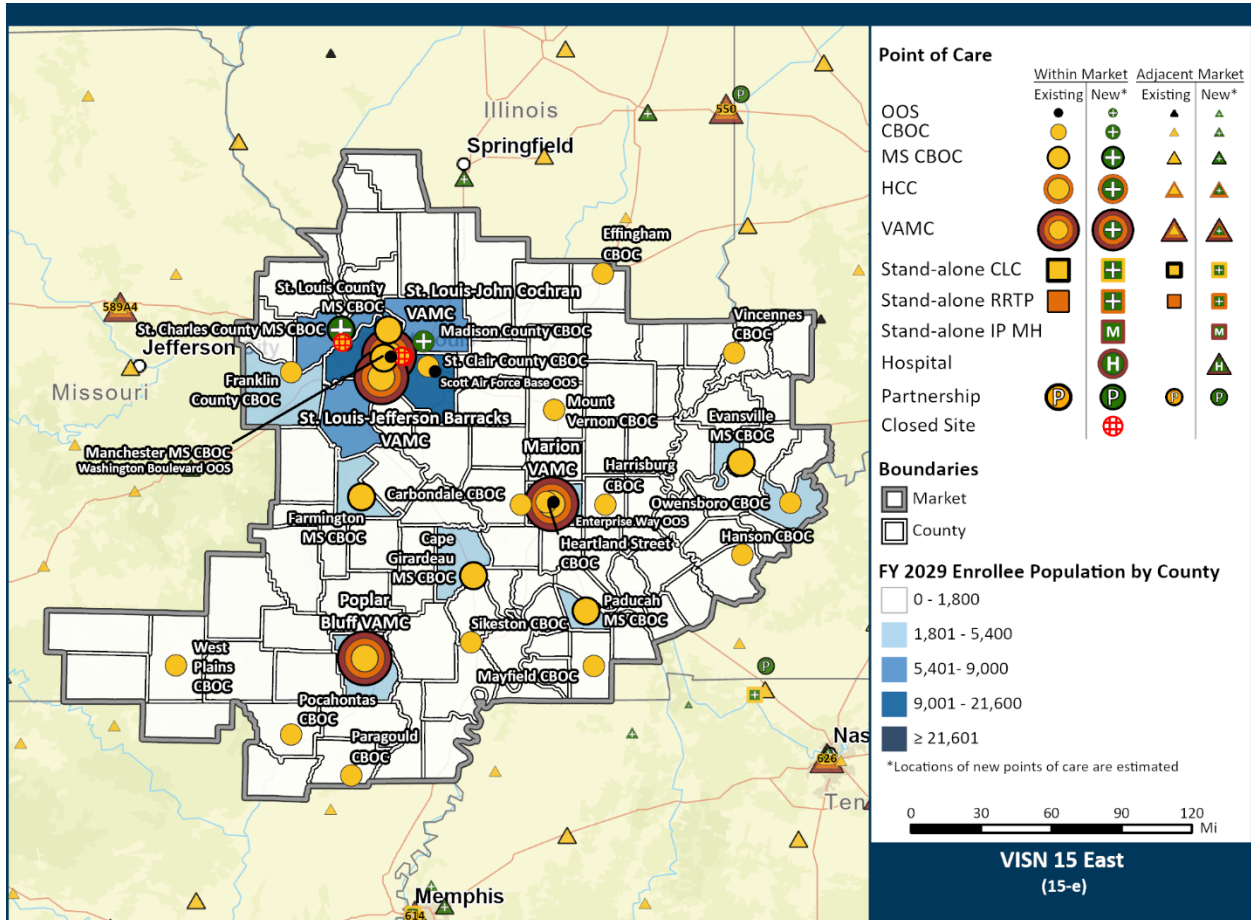 Illinois
Springfield
550
Effingham
CBOC
St. Louis County
MS CBOC
St. Louis-John Cochran
VAMC
589A4
St. Charles County MS CBOC
Madison County CBOC
Vincennes
CBOC
Jefferson City
Missouri
Franklin
County CBOC
St. Clair County CBOC
Scott Air Force Base OOS
Mount
Vernon CBOC
St. Louis-Jefferson Barracks
VAMC
Evansville
MS CBOC
Manchester MS CBOC
Washington Boulevard OOS
Marion
VAMC
Harrisburg
CBOC
Carbondale CBOC
Owensboro CBOC
Farmington
MS CBOC
Enterprise Way OOS
Heartland Street
CBOC
Hanson CBOC
Cape
Girardeau
MS CBOC
Poplar
Bluff VAMC
Paducah
MS CBOC
Sikeston CBOC
West
Plains
CBOC
Mayfield CBOC
Pocahontas
CBOC
Paragould
CBOC
Nas
626
Ten
Memphis
614
Point of Care
Within Market Adjacent Market
Existing New* Existing New*
OOS
CBOC
MS CBOC
HCC
VAMC
Stand-alone CLC
Stand-alone RRTP
Stand-alone IP MH M M
Hospital H H
Partnership P P P P
Closed Site
Boundaries
Market
County
FY 2029 Enrollee Population by County
0 - 1,800
1,801 - 5,400
5,401- 9,000
9,001 - 21,600
≥ 21,601
*Locations of new points of care are estimated
0 30 60 90 120
Mi
VISN 15 East
(15-e)